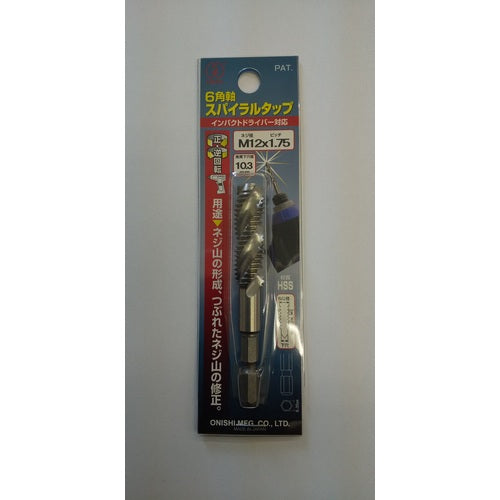 PAT.
6角軸
スパイラルタップ
インパクトドライバー対応
正・逆
回転
ネジ径 ピッチ
M12x1.75
10.3
用途▼ネジ山の形成、つぶれたネジ山の修正。
HSS
ONISHI MFG. CO., LTD.
MADE IN JAPAN